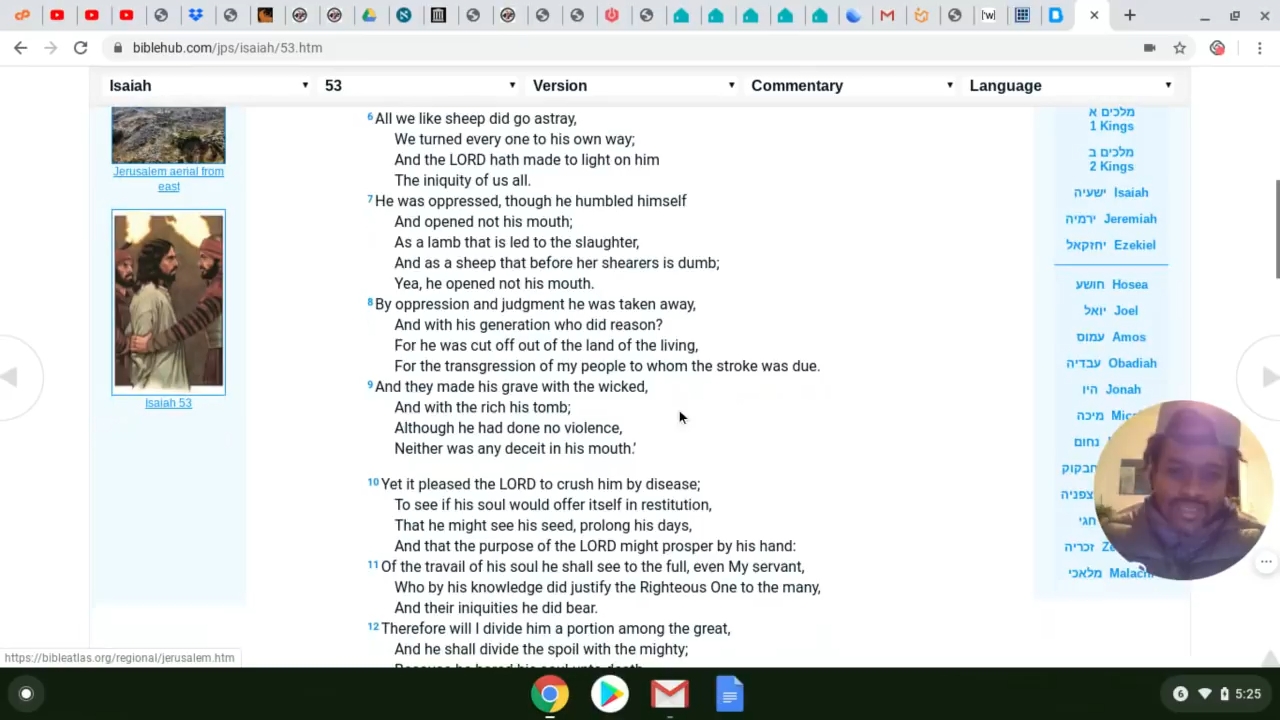 biblehub.com/jps/isaiah/53.htm
Isaiah
53
Version
Commentary
Language
Jerusalem aerial from
east
Isaiah 53
6 All we like sheep did go astray,
We turned every one to his own way;
And the LORD hath made to light on him
The iniquity of us all.
7 He was oppressed, though he humbled himself
And opened not his mouth;
As a lamb that is led to the slaughter,
And as a sheep that before her shearers is dumb;
Yea, he opened not his mouth.
8 By oppression and judgment he was taken away,
And with his generation who did reason?
For he was cut off out of the land of the living,
For the transgression of my people to whom the stroke was due.
9 And they made his grave with the wicked,
And with the rich his tomb;
Although he had done no violence,
Neither was any deceit in his mouth.’
10 Yet it pleased the LORD to crush him by disease;
To see if his soul would offer itself in restitution,
That he might see his seed, prolong his days,
And that the purpose of the LORD might prosper by his hand:
11 Of the travail of his soul he shall see to the full, even My servant,
Who by his knowledge did justify the Righteous One to the many,
And their iniquities he did bear.
12 Therefore will I divide him a portion among the great,
And he shall divide the spoil with the mighty;
Because he bared his soul unto death
מלכים א
1 Kings
מלכים ב
2 Kings
ישעיה Isaiah
ירמיה Jeremiah
יחזקאל Ezekiel
חושע Hosea
יואל Joel
עמוס Amos
עבדיה Obadiah
היו Jonah
מיכה
נחום
חגי
זכריה
מלאכי Malachi
https://bibleatlas.org/regional/jerusalem.htm
6
5:25